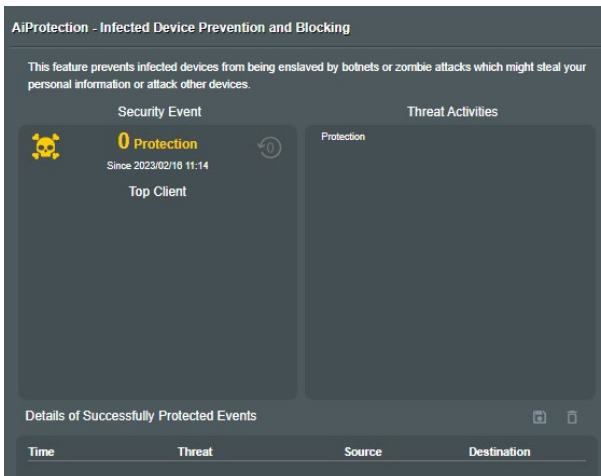 AiProtection - Infected Device Prevention and Blocking
This feature prevents infected devices from being enslaved by botnets or zombie attacks which might steal your
personal information or attack other devices.
Security Event
Threat Activities
0 Protection
Since 2023/02/16 11:14
0
Top Client
Protection
Details of Successfully Protected Events
Time Threat Source Destination